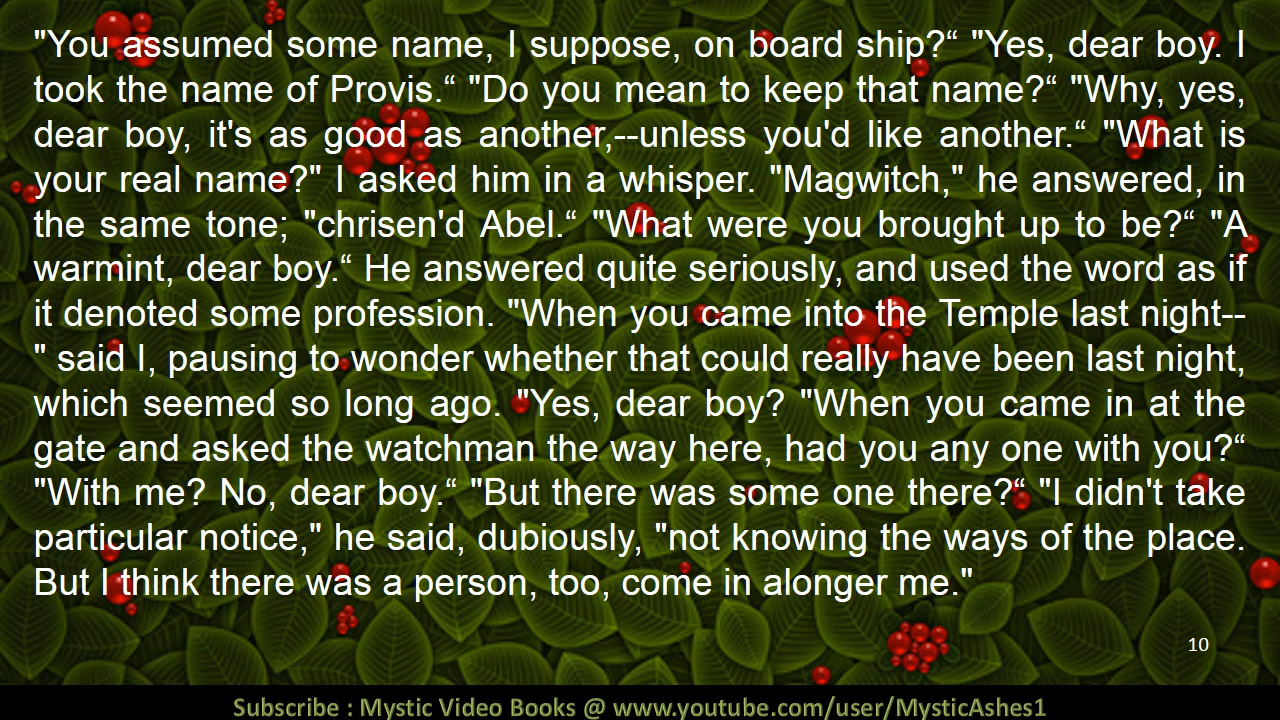 "You assumed some name, I suppose, on board ship?“ "Yes, dear boy. I
took the name of Provis.“ "Do you mean to keep that name?“ "Why, yes,
dear boy, it's as good as another,--unless you'd like another.“ "What is
your real name?" I asked him in a whisper. "Magwitch," he answered, in
the same tone; "chrisen'd Abel.“ "What were you brought up to be?“ "A
warmint, dear boy.“ He answered quite seriously, and used the word as if
it denoted some profession. "When you came into the Temple last night--
" said I, pausing to wonder whether that could really have been last night,
which seemed so long ago. "Yes, dear boy? "When you came in at the
gate and asked the watchman the way here, had you any one with you?“
"With me? No, dear boy.“ "But there was some one there?“ "I didn't take
particular notice," he said, dubiously, "not knowing the ways of the place.
But I think there was a person, too, come in alonger me."
10
Subscribe : Mystic Video Books @ www.youtube.com/user/MysticAshes1